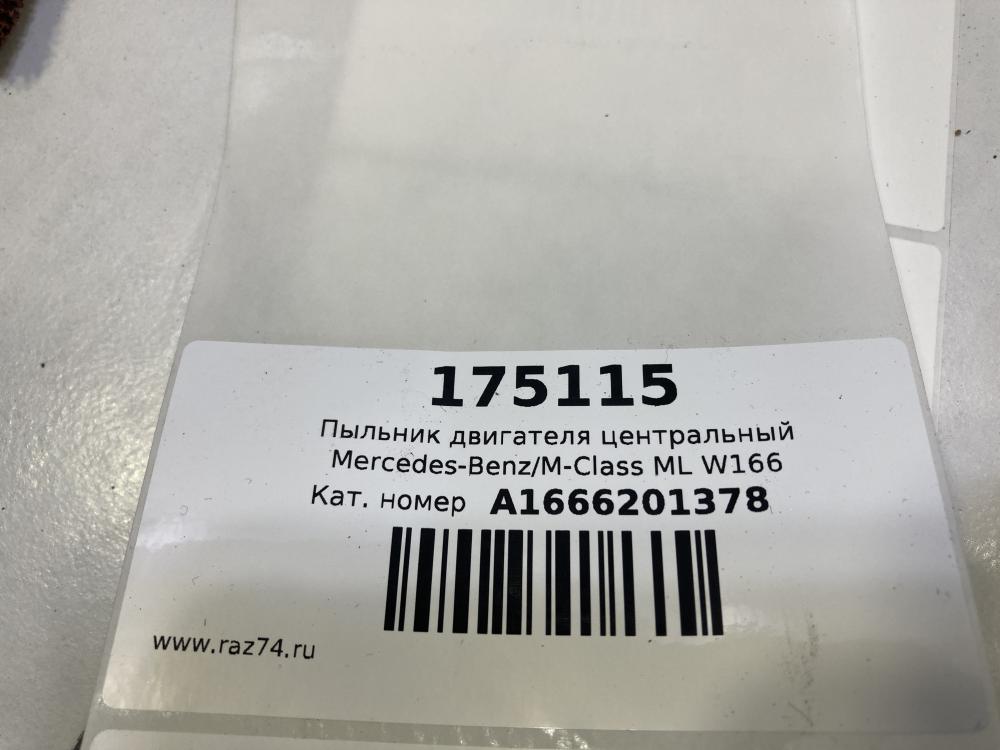 175115
Пыльник двигателя центральный
Mercedes-Benz/M-Class ML W166
Кат. номер A1666201378
www.raz74.ru